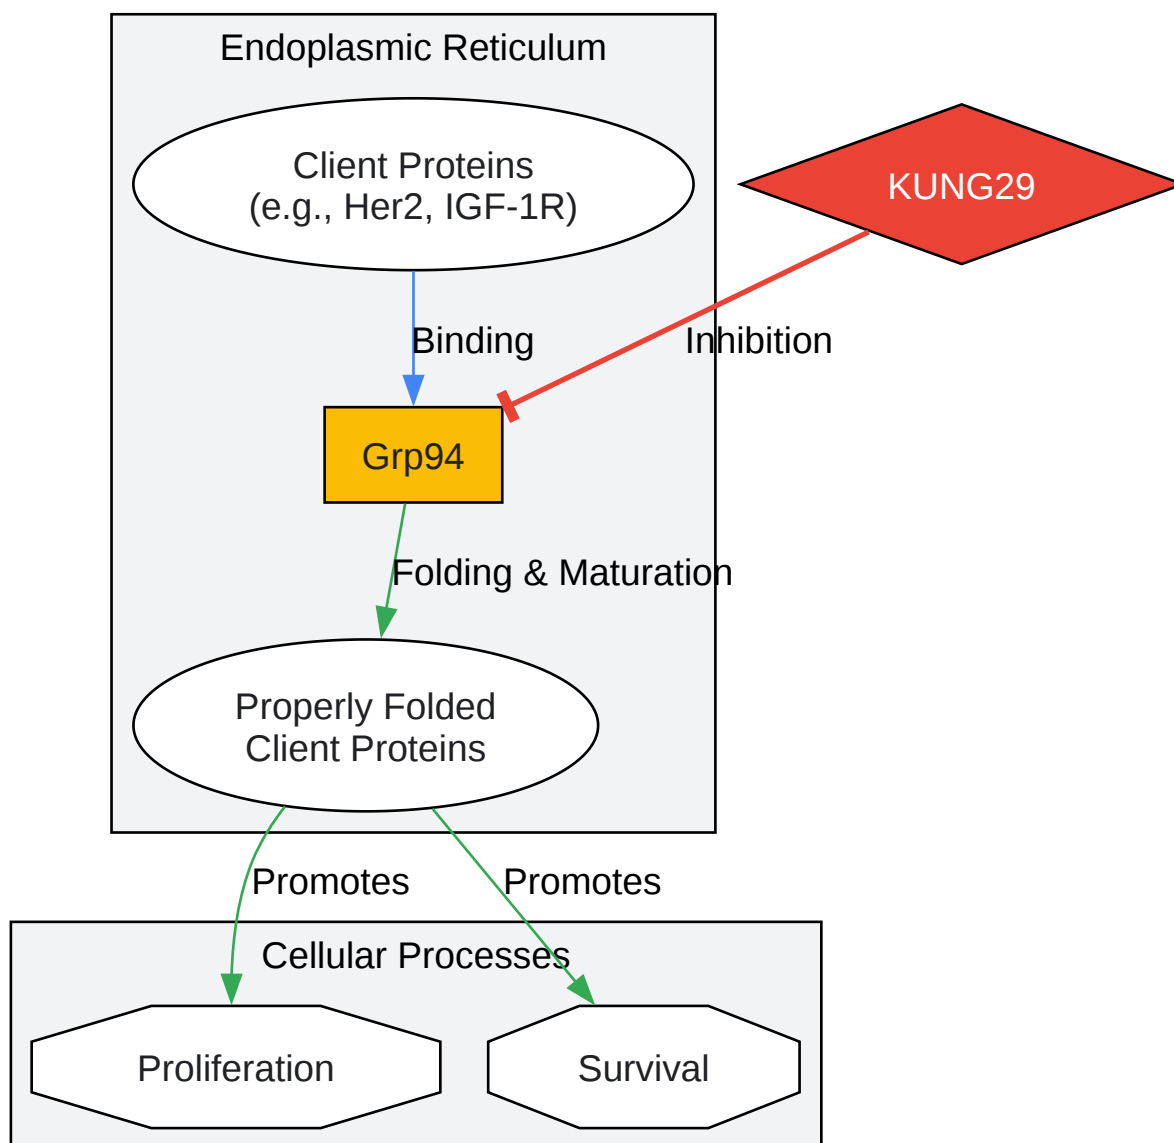 Endoplasmic Reticulum
Client Proteins
(e.g., Her2, IGF-1R)
KUNG29
Binding
Inhibition
Grp94
Folding & Maturation
Properly Folded
Client Proteins
Promotes
Promotes
Cellular Processes
Proliferation
Survival